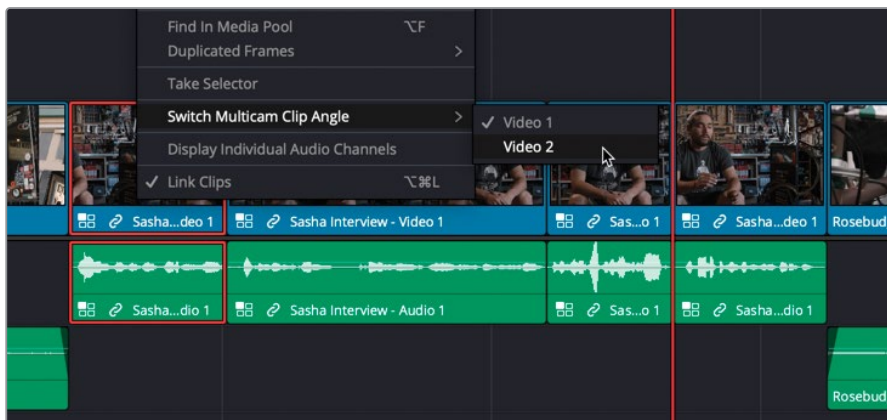 Find In Media Pool ⌥F
Duplicated Frames >
Take Selector
Switch Multicam Clip Angle >
✓ Video 1
Video 2
Display Individual Audio Channels
✓ Link Clips ⌥⌘L
Sasha...deo 1
Sasha Interview - Video 1
Sas...o 1
Sasha...deo 1
Rosebud
Sasha...dio 1
Sasha Interview - Audio 1
Sas...o 1
Sasha...dio 1
Rosebud